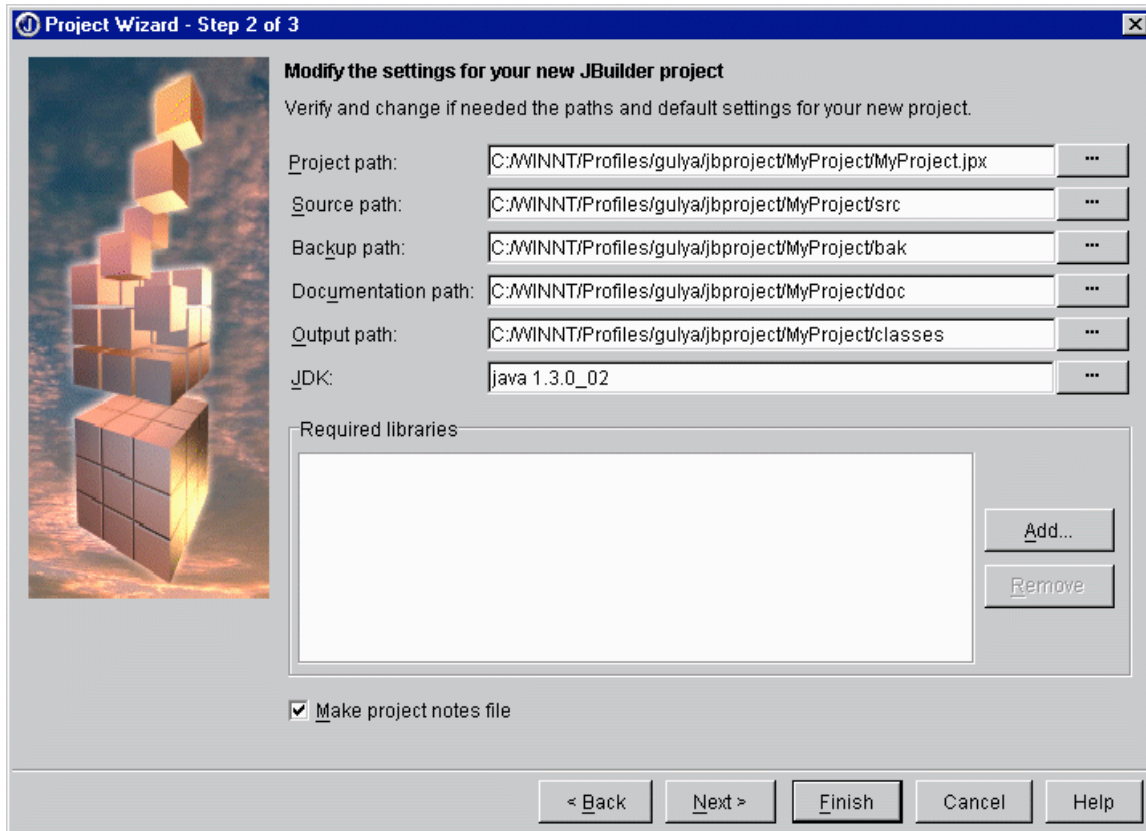 Project Wizard - Step 2 of 3
Modify the settings for your new JBuilder project
Verify and change if needed the paths and default settings for your new project.
Project path: C:/WINNT/Profiles/gulya/jbproject/MyProject/MyProject.jpx ...
Source path: C:/WINNT/Profiles/gulya/jbproject/MyProject/src ...
Backup path: C:/WINNT/Profiles/gulya/jbproject/MyProject/bak ...
Documentation path: C:/WINNT/Profiles/gulya/jbproject/MyProject/doc ...
Output path: C:/WINNT/Profiles/gulya/jbproject/MyProject/classes ...
JDK: java 1.3.0_02 ...
Required libraries
Add...
Remove
Make project notes file
< Back Next > Finish Cancel Help